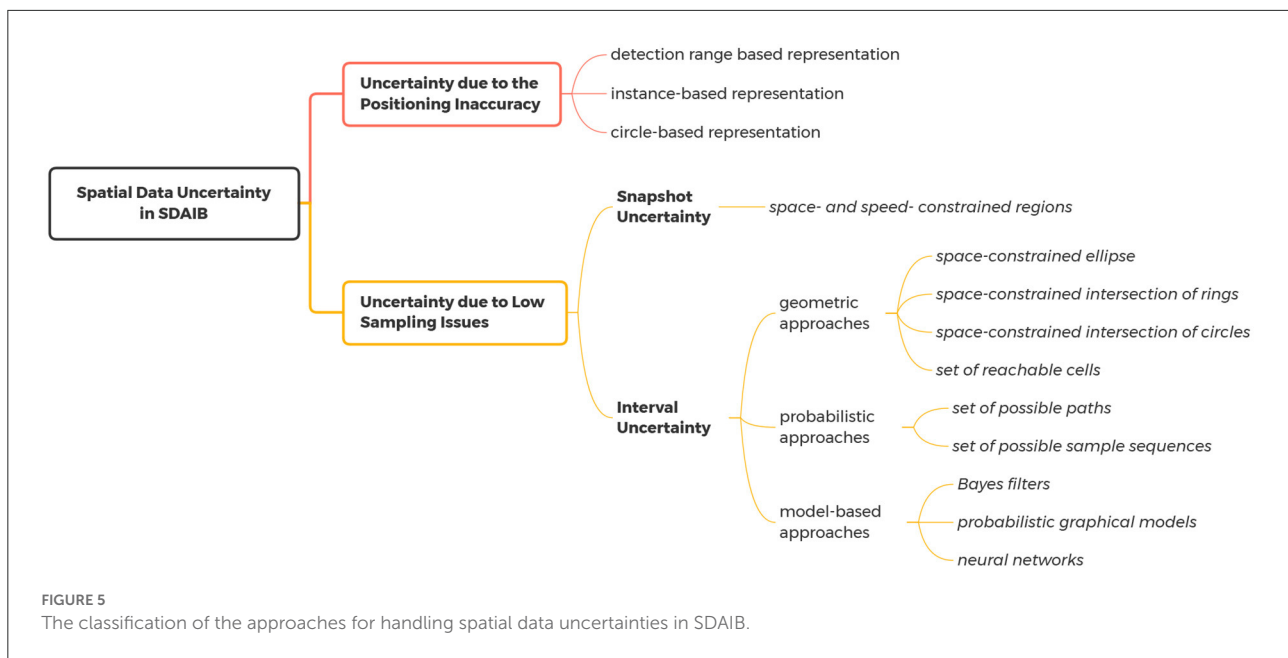 Spatial Data Uncertainty
in SDAIB
Uncertainty due to the
Positioning Inaccuracy
detection range based representation
instance-based representation
circle-based representation
Uncertainty due to Low
Sampling Issues
Snapshot
Uncertainty
space- and speed- constrained regions
Interval
Uncertainty
geometric
approaches
space-constrained ellipse
space-constrained intersection of rings
space-constrained intersection of circles
set of reachable cells
probabilistic
approaches
set of possible paths
set of possible sample sequences
model-based
approaches
Bayes filters
probabilistic graphical models
neural networks
FIGURE 5
The classification of the approaches for handling spatial data uncertainties in SDAIB.